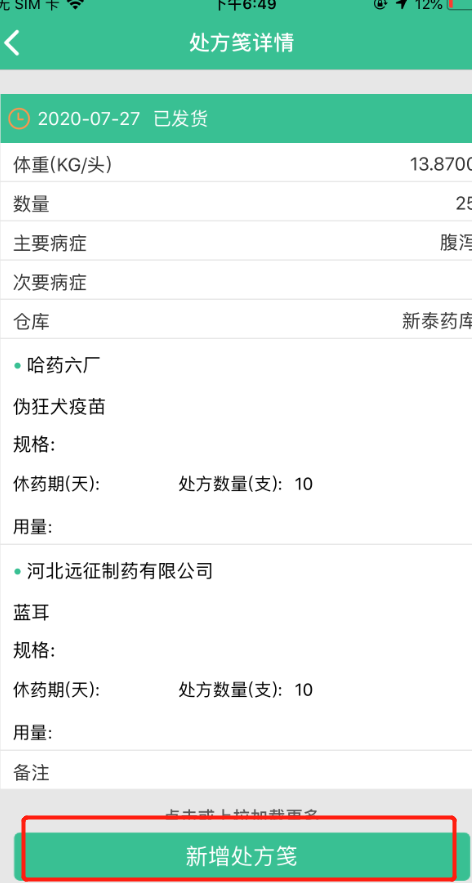 无 SIM 卡 下午6:49 12%
处方笺详情
2020-07-27 已发货
体重(KG/头) 13.8700
数量 25
主要病症 腹泻
次要病症
仓库 新泰药库
• 哈药六厂
伪狂犬疫苗
规格:
休药期(天): 处方数量(支): 10
用量:
• 河北远征制药有限公司
蓝耳
规格:
休药期(天): 处方数量(支): 10
用量:
备注
点击或上拉加载更多
新增处方笺